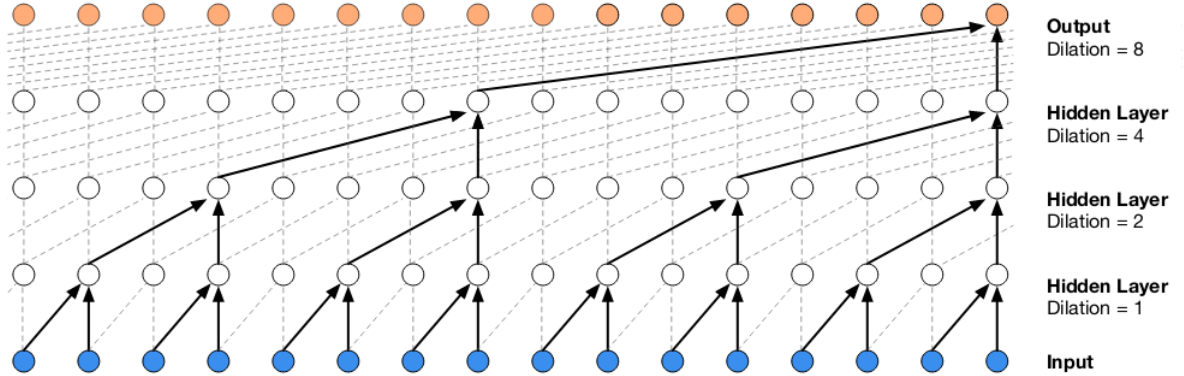 Output
Dilation = 8
Hidden Layer
Dilation = 4
Hidden Layer
Dilation = 2
Hidden Layer
Dilation = 1
Input